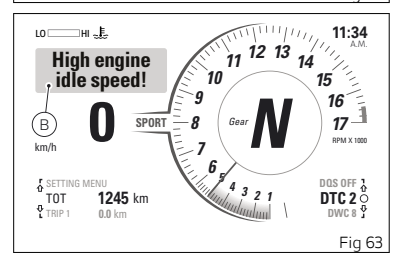 LO HI
11:34
A.M.
High engine
idle speed!
B
0
km/h
SPORT
Gear
N
1 2 3 4 5 6 7 8 9 10 11 12 13 14 15 16 17
RPM X 1000
SETTING MENU
TOT 1245 km
TRIP 1 0.0 km
DQS OFF
DTC 2
DWC 8
Fig 63